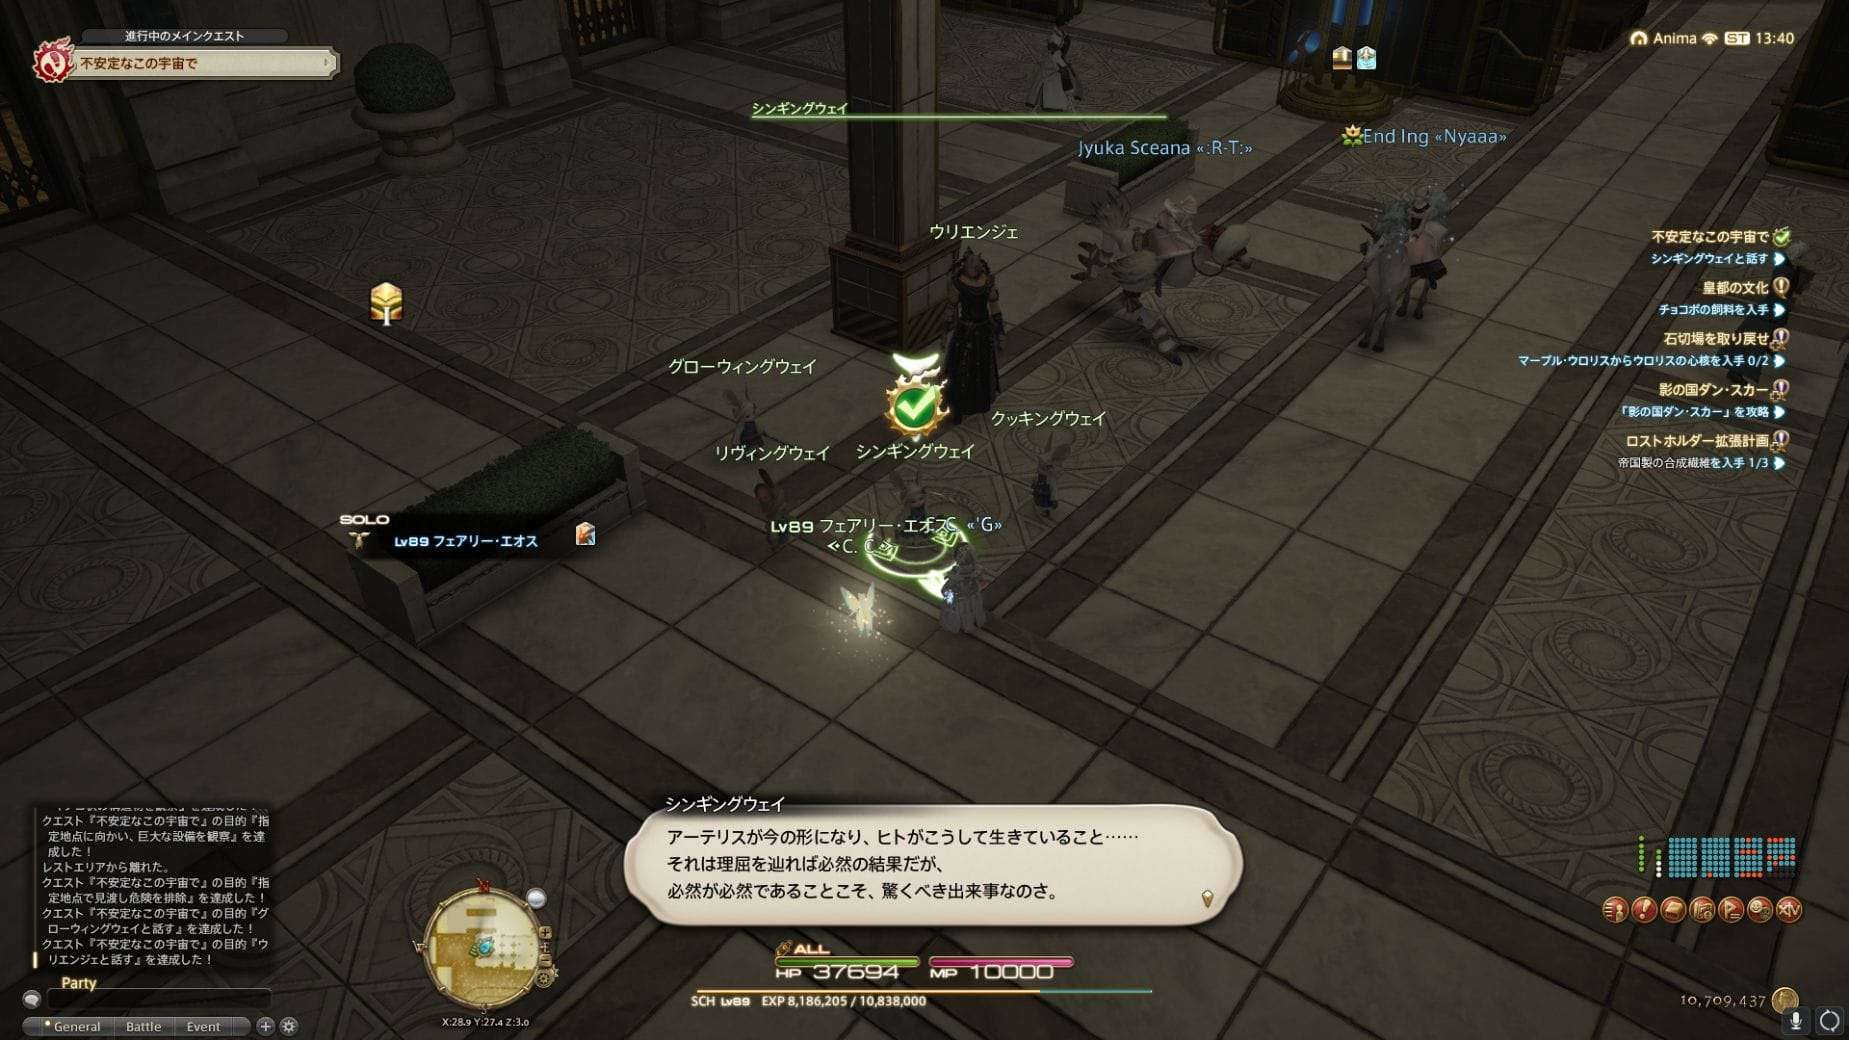 進行中のメインクエスト
不安定なこの宇宙で
Anima ST 13:40
シンギングウェイ
Jyuka Sceana «:R-T:»
End Ing «Nyaaa»
ウリエンジェ
不安定なこの宇宙で
シンギングウェイと話す
皇都の文化
チョコボの飼料を入手
石切場を取り戻せ
マーブル・ウロリスからウロリスの心核を入手 0/2
影の国ダン・スカー
「影の国ダン・スカー」を攻略
ロストホルダー拡張計画
帝国製の合成繊維を入手 1/3
グローウィングウェイ
クッキングウェイ
リヴィングウェイ
シンギングウェイ
SOLO
Lv89 フェアリー・エオス
Lv89 フェアリー・エオス
C. «'G»
シンギングウェイ
アーテリスが今の形になり、ヒトがこうして生きていること……
それは理屈を辿れば必然の結果だが、
必然が必然であることこそ、驚くべき出来事なのさ。
クエスト『不安定なこの宇宙で』の目的『指
定地点に向かい、巨大な設備を観察』を達
成した！
レストエリアから離れた。
クエスト『不安定なこの宇宙で』の目的『指
定地点で見渡し危険を排除』を達成した！
クエスト『不安定なこの宇宙で』の目的『グ
ローウィングウェイと話す』を達成した！
クエスト『不安定なこの宇宙で』の目的『ウ
リエンジェと話す』を達成した！
Party
General Battle Event
X:28.9 Y:27.4 Z:3.0
ALL
HP 37694 MP 10000
SCH Lv89 EXP 8,186,205 / 10,838,000
XIV
10,709,437